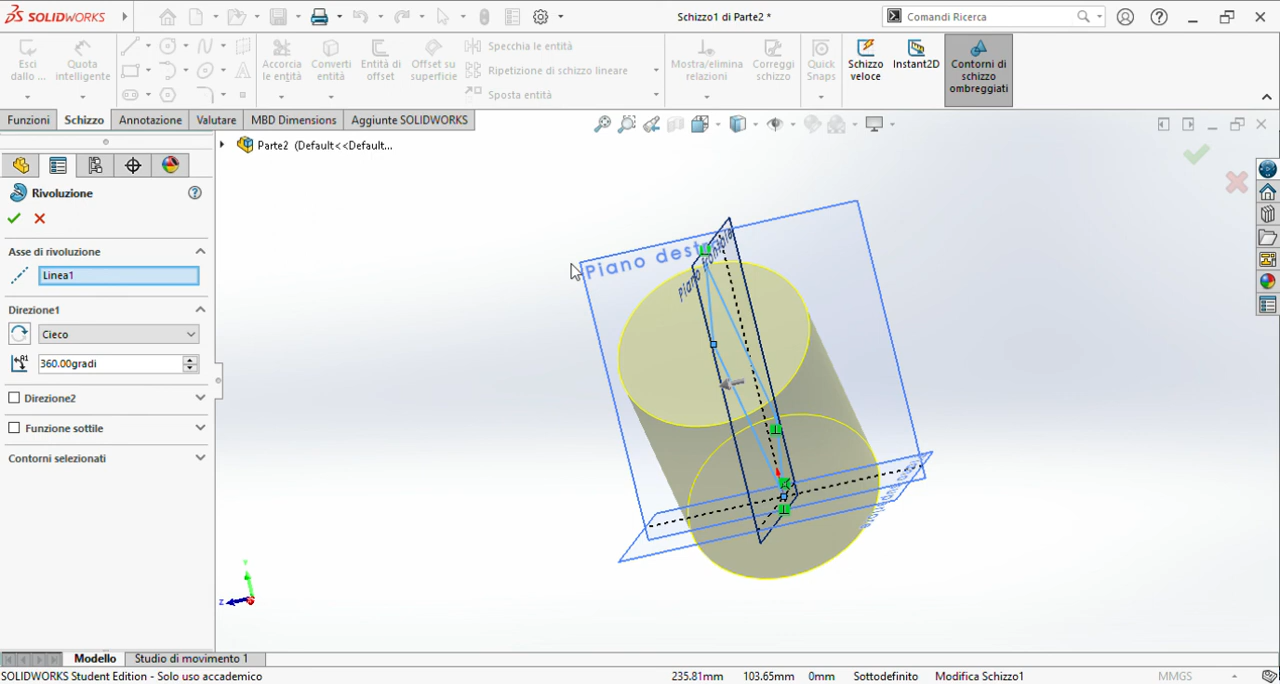 SOLIDWORKS
Schizzo1 di Parte2 *
Comandi Ricerca
Esci dallo ...
Quota intelligente
Accorcia le entità
Converti entità
Entità di offset
Offset su superficie
Specchia le entità
Ripetizione di schizzo lineare
Sposta entità
Mostra/elimina relazioni
Correggi schizzo
Quick Snaps
Schizzo veloce
Instant2D
Contorni di schizzo ombreggiati
Funzioni
Schizzo
Annotazione
Valutare
MBD Dimensions
Aggiunte SOLIDWORKS
Parte2 (Default<<Default...
Rivoluzione
Asse di rivoluzione
Linea1
Direzione1
Cieco
360.00gradi
Direzione2
Funzione sottile
Contorni selezionati
Piano destro
Piano frontale
Y
Z
Modello
Studio di movimento 1
SOLIDWORKS Student Edition - Solo uso accademico
235.81mm
103.65mm
0mm
Sottodefinito
Modifica Schizzo1
MMGS